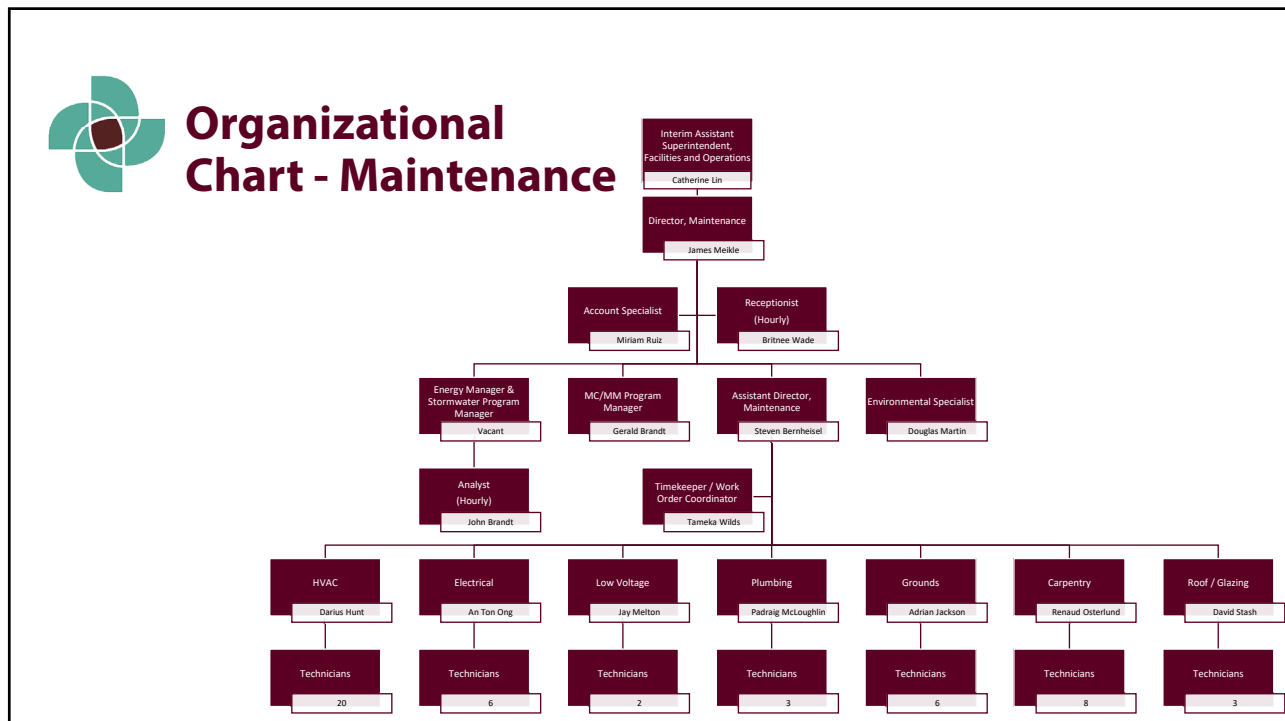 Organizational
Chart - Maintenance
Interim Assistant
Superintendent,
Facilities and Operations
Catherine Lin
Director, Maintenance
James Meikle
Account Specialist
Miriam Ruiz
Receptionist
(Hourly)
Britnee Wade
Energy Manager &
Stormwater Program
Manager
Vacant
MC/MM Program
Manager
Gerald Brandt
Assistant Director,
Maintenance
Steven Bernheisel
Environmental Specialist
Douglas Martin
Analyst
(Hourly)
John Brandt
Timekeeper / Work
Order Coordinator
Tameka Wilds
HVAC
Darius Hunt
Electrical
An Ton Ong
Low Voltage
Jay Melton
Plumbing
Padraig McLoughlin
Grounds
Adrian Jackson
Carpentry
Renaud Osterlund
Roof / Glazing
David Stash
Technicians
20
Technicians
6
Technicians
2
Technicians
3
Technicians
6
Technicians
8
Technicians
3